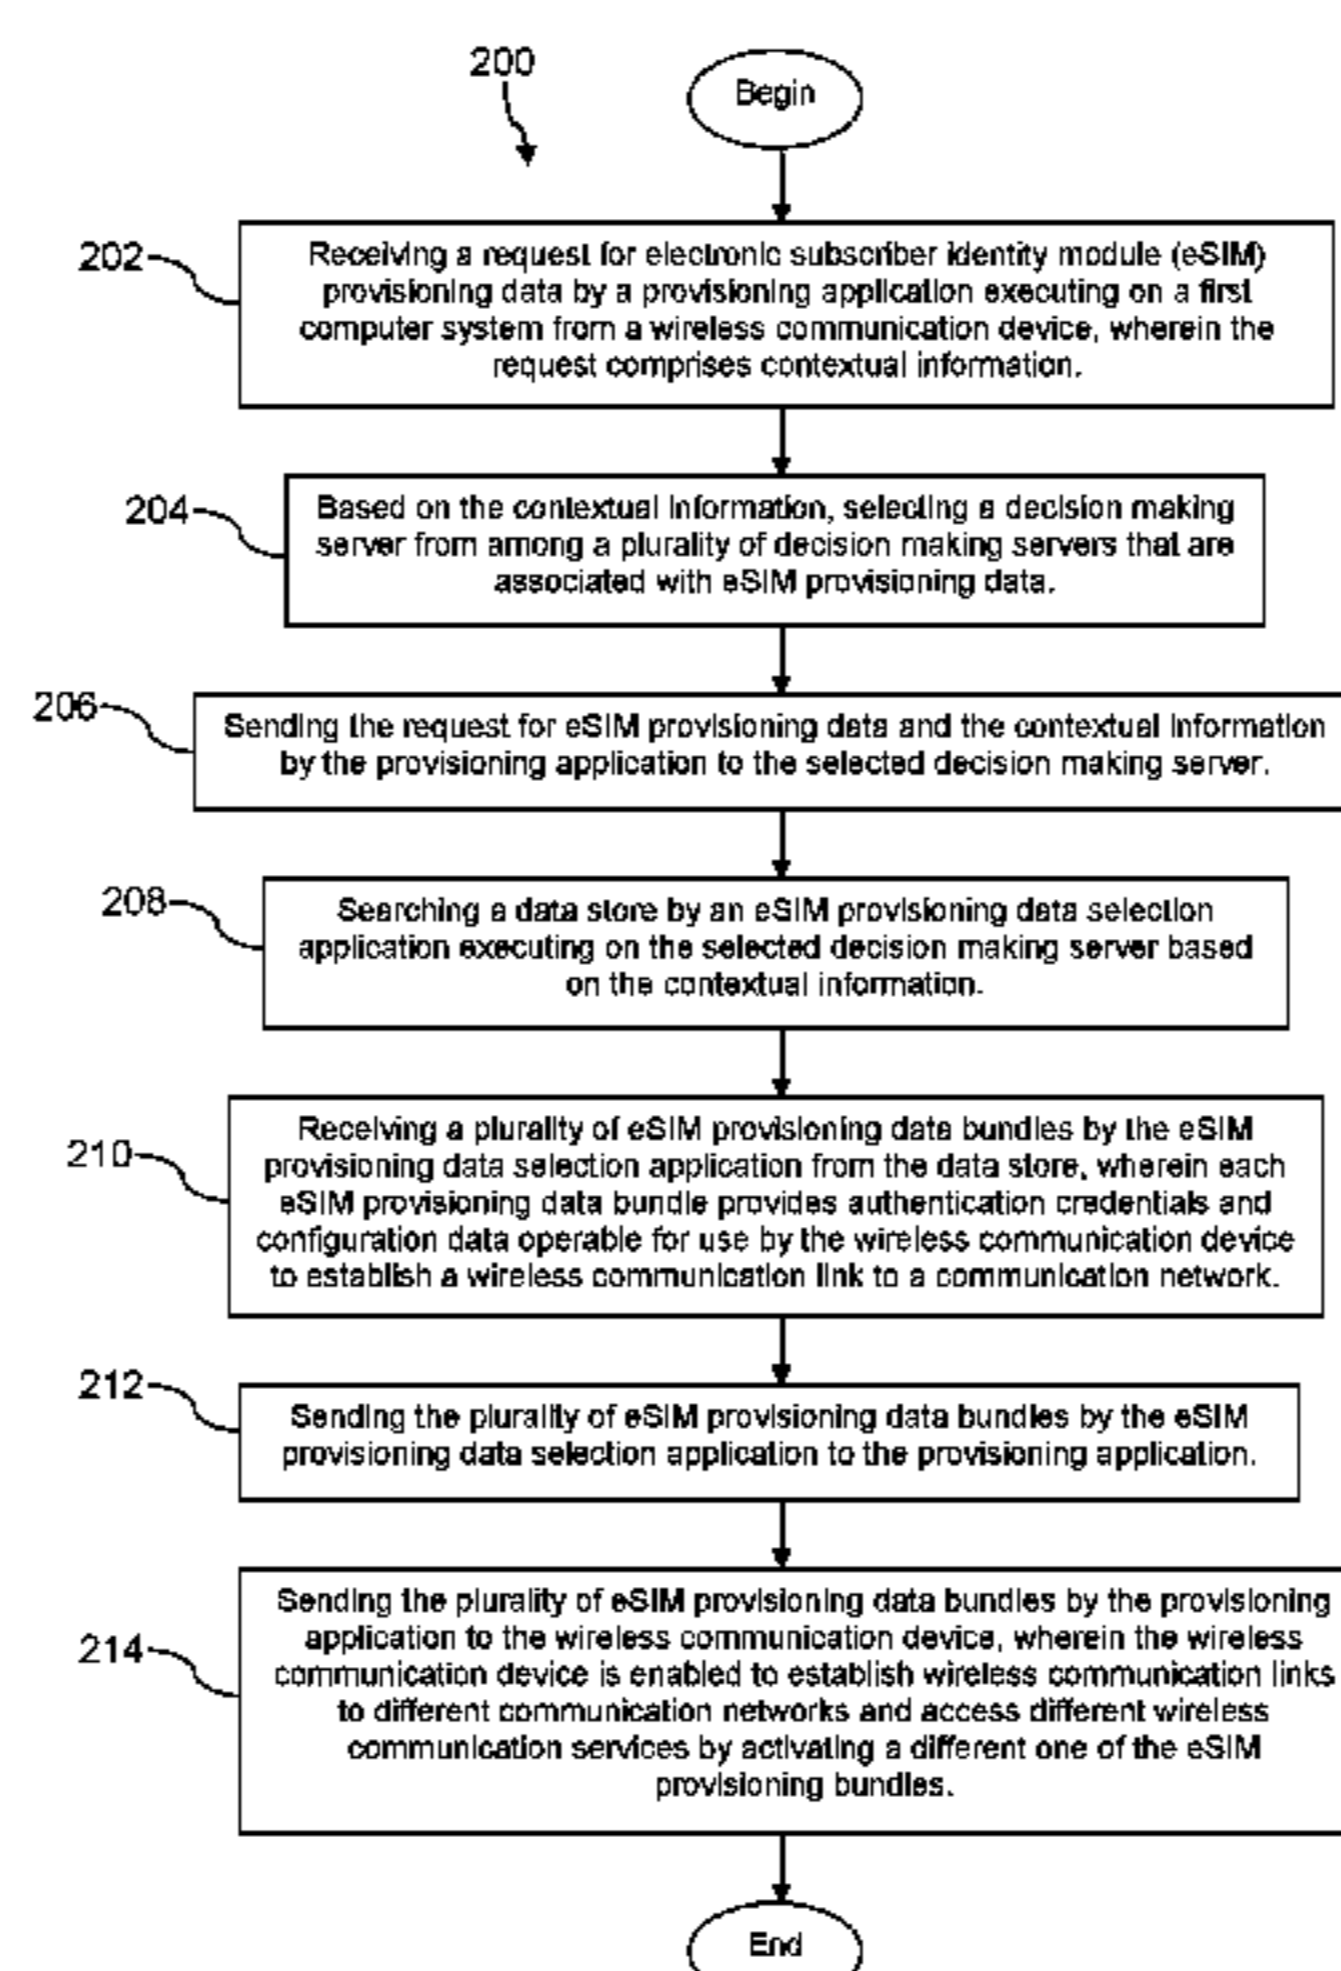 200
Begin
202
Receiving a request for electronic subscriber identity module (eSIM)
provisioning data by a provisioning application executing on a first
computer system from a wireless communication device, wherein the
request comprises contextual information.
204
Based on the contextual information, selecting a decision making
server from among a plurality of decision making servers that are
associated with eSIM provisioning data.
206
Sending the request for eSIM provisioning data and the contextual information
by the provisioning application to the selected decision making server.
208
Searching a data store by an eSIM provisioning data selection
application executing on the selected decision making server based
on the contextual information.
210
Receiving a plurality of eSIM provisioning data bundles by the eSIM
provisioning data selection application from the data store, wherein each
eSIM provisioning data bundle provides authentication credentials and
configuration data operable for use by the wireless communication device
to establish a wireless communication link to a communication network.
212
Sending the plurality of eSIM provisioning data bundles by the eSIM
provisioning data selection application to the provisioning application.
214
Sending the plurality of eSIM provisioning data bundles by the provisioning
application to the wireless communication device, wherein the wireless
communication device is enabled to establish wireless communication links
to different communication networks and access different wireless
communication services by activating a different one of the eSIM
provisioning bundles.
End